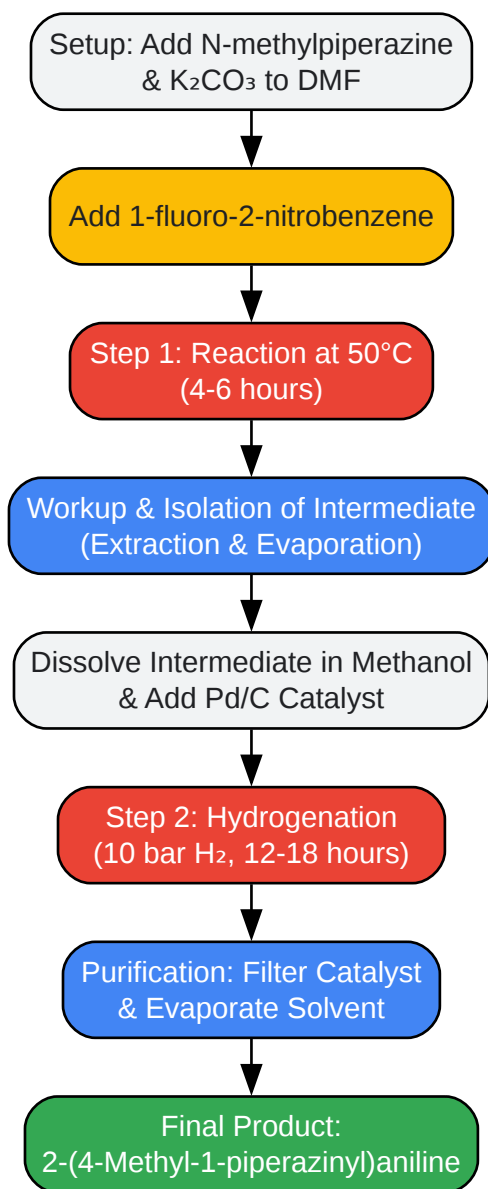 Setup: Add N-methylpiperazine
& K₂CO₃ to DMF
Add 1-fluoro-2-nitrobenzene
Step 1: Reaction at 50°C
(4-6 hours)
Workup & Isolation of Intermediate
(Extraction & Evaporation)
Dissolve Intermediate in Methanol
& Add Pd/C Catalyst
Step 2: Hydrogenation
(10 bar H₂, 12-18 hours)
Purification: Filter Catalyst
& Evaporate Solvent
Final Product:
2-(4-Methyl-1-piperazinyl)aniline